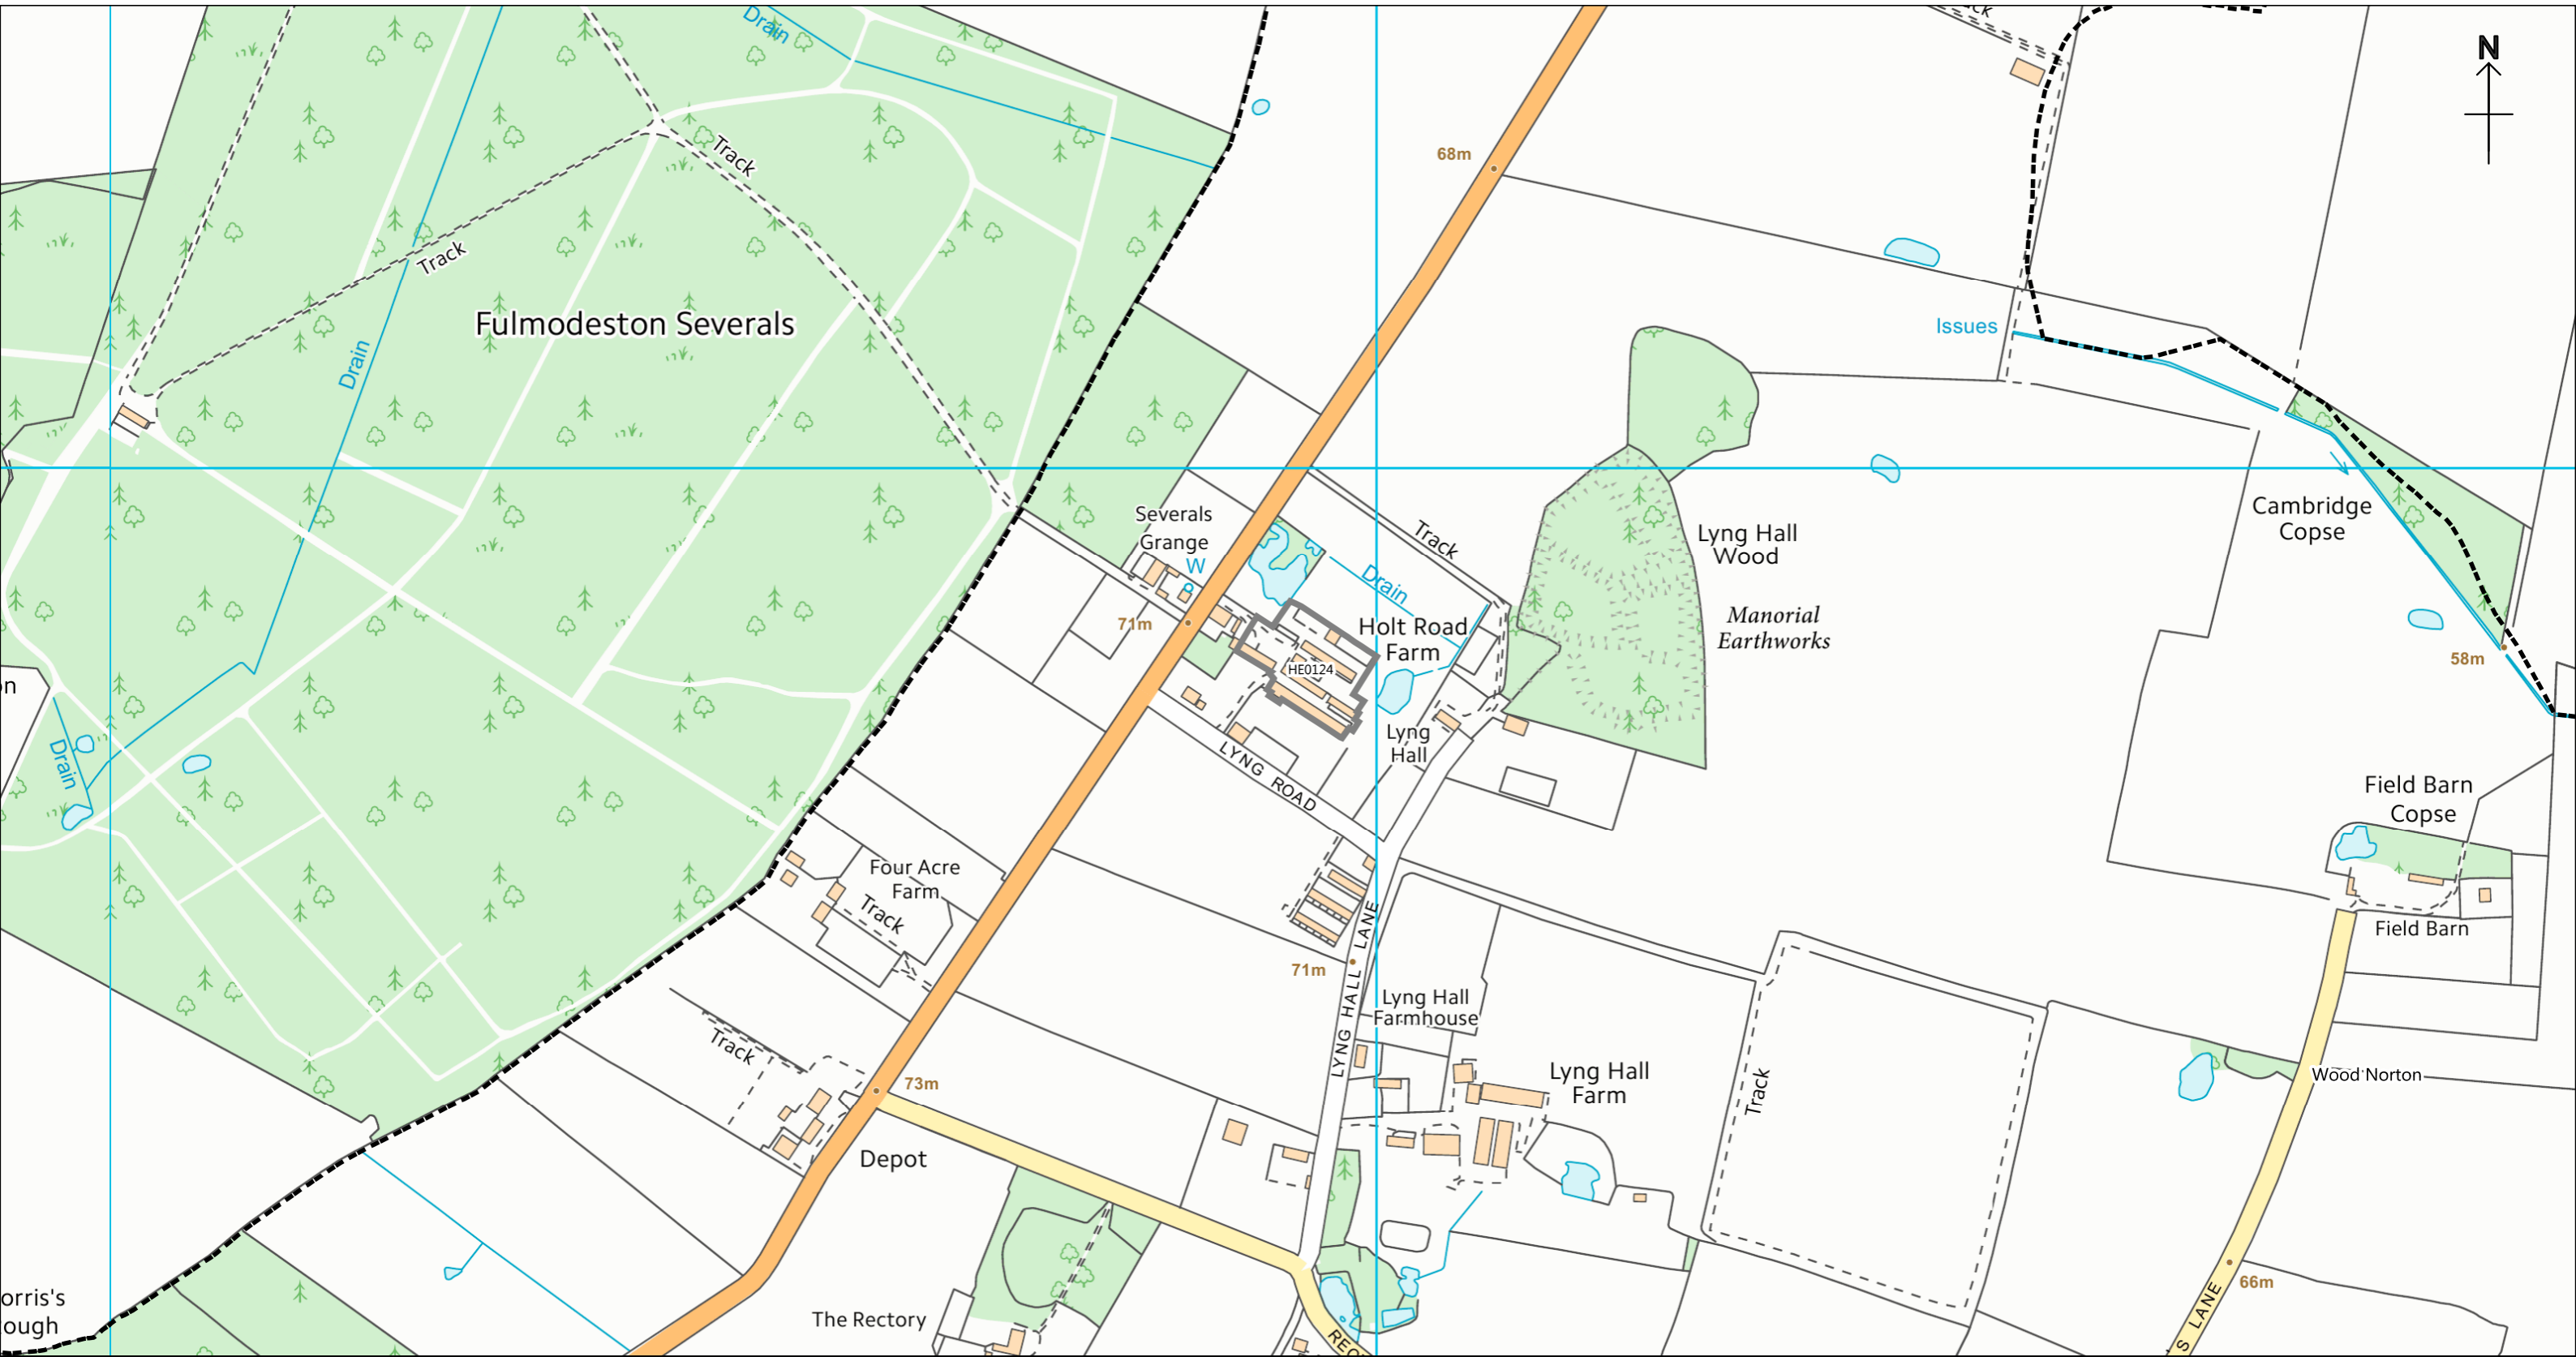 Drain
N
68m
Track
Track
Fulmodeston Severals
Issues
Drain
Severals
Grange
W
Track
Lyng Hall
Wood
Cambridge
Copse
Drain
71m
Holt Road
Farm
HE0124
Manorial
Earthworks
58m
Lyng
Hall
Drain
LYNG ROAD
Field Barn
Copse
Four Acre
Farm
Track
LYNG HALL LANE
Field Barn
71m
Lyng Hall
Farmhouse
Track
73m
Lyng Hall
Farm
Track
Wood Norton
Depot
66m
orris's
ough
The Rectory
S LANE